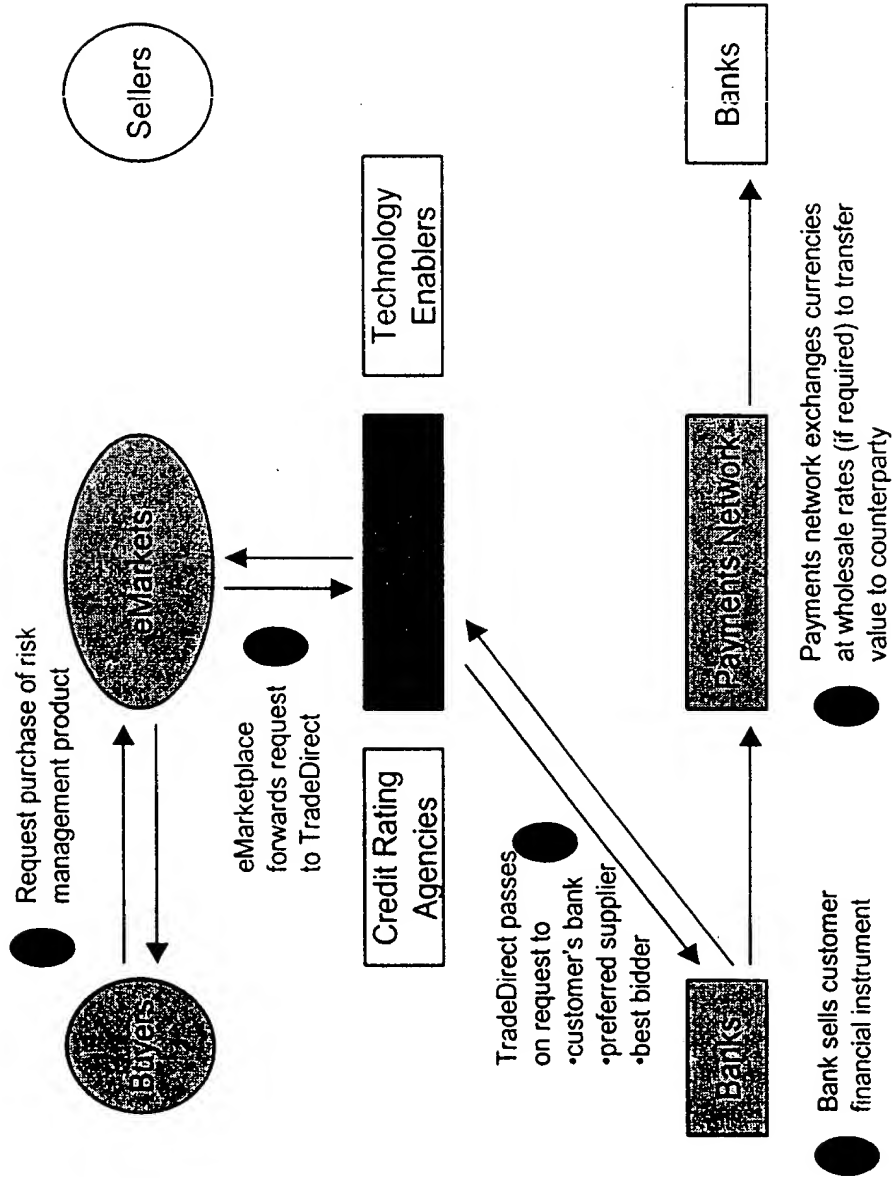 Request purchase of risk
management product
Buyers
eMarkets
Sellers
eMarketplace
forwards request
to TradeDirect
Credit Rating
Agencies
Technology
Enablers
TradeDirect passes
on request to
•customer's bank
•preferred supplier
•best bidder
Banks
Payments Network
Banks
Bank sells customer
financial instrument
Payments network exchanges currencies
at wholesale rates (if required) to transfer
value to counterparty